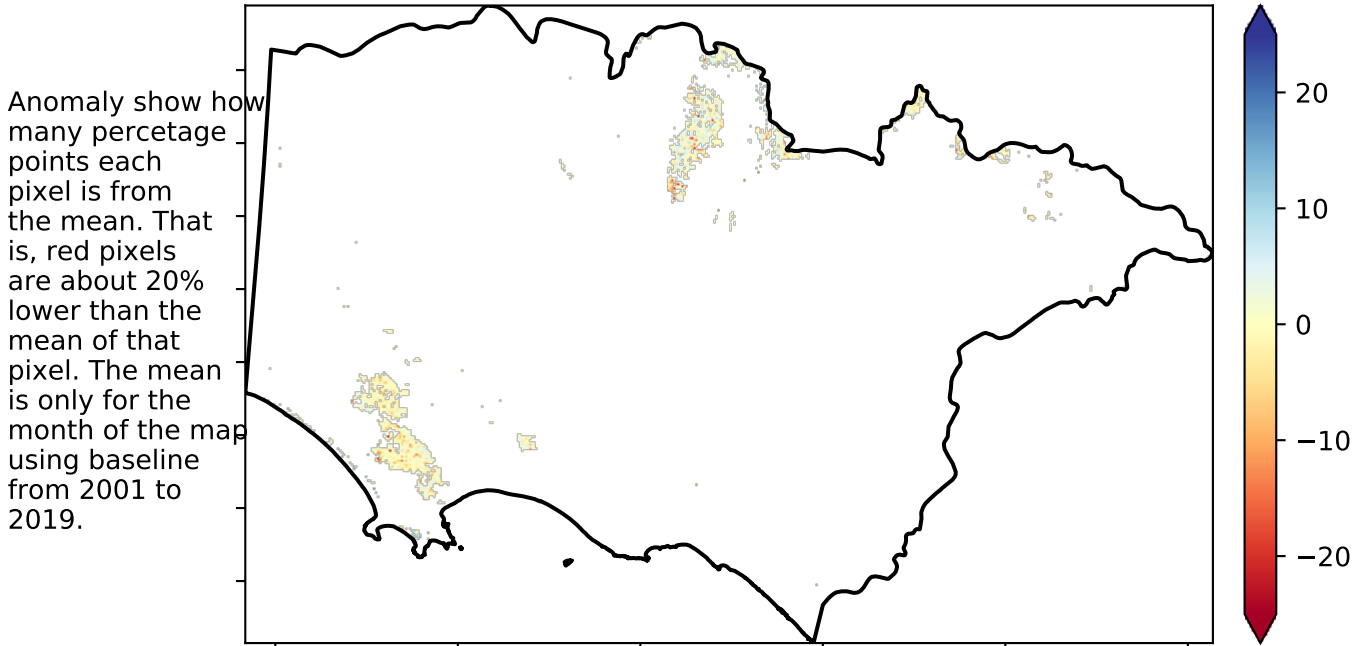 Anomaly show how
many percetage
points each
pixel is from
the mean. That
is, red pixels
are about 20%
lower than the
mean of that
pixel. The mean
is only for the
month of the map
using baseline
from 2001 to
2019.
20
10
0
−10
−20